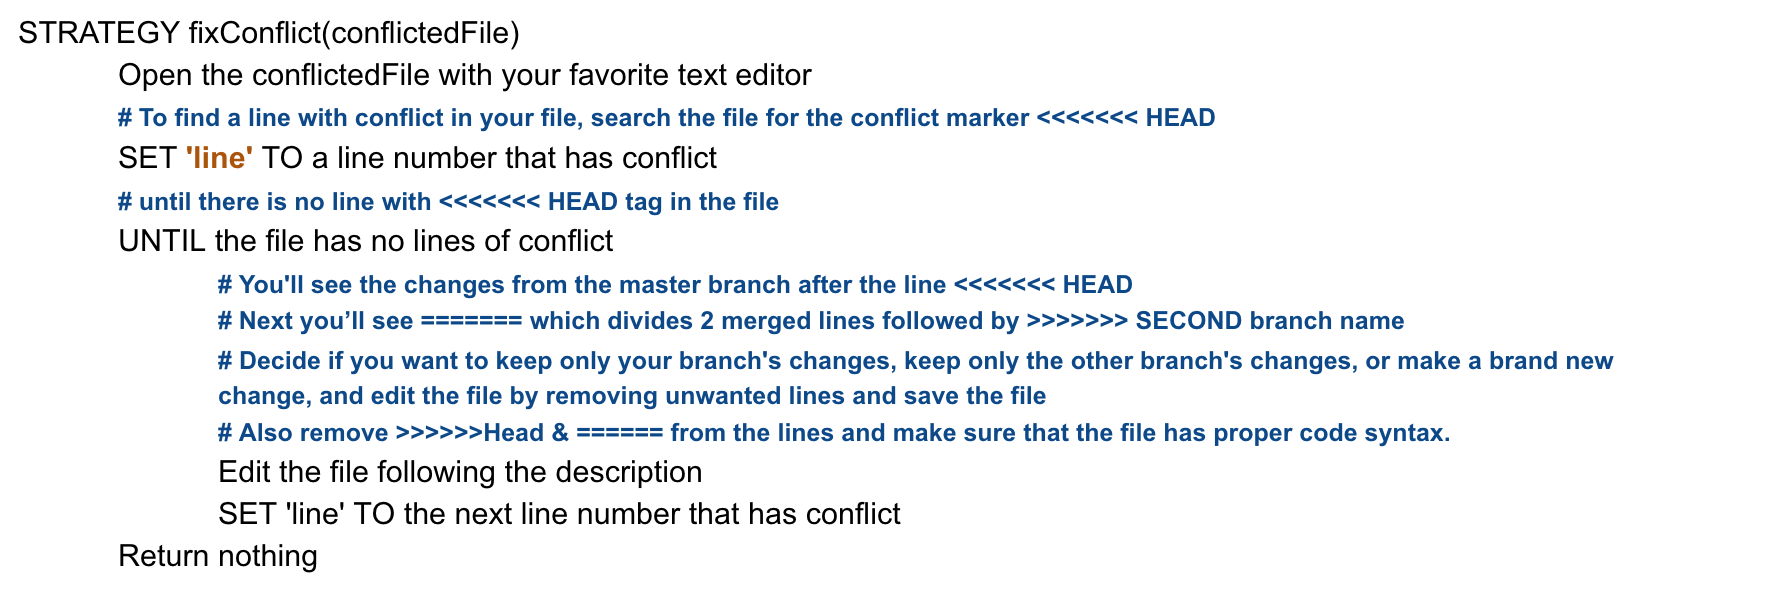 STRATEGY fixConflict(conflictedFile)
Open the conflictedFile with your favorite text editor
# To find a line with conflict in your file, search the file for the conflict marker <<<<<<< HEAD
SET 'line' TO a line number that has conflict
# until there is no line with <<<<<<< HEAD tag in the file
UNTIL the file has no lines of conflict
# You'll see the changes from the master branch after the line <<<<<<< HEAD
# Next you’ll see ======= which divides 2 merged lines followed by >>>>>>> SECOND branch name
# Decide if you want to keep only your branch's changes, keep only the other branch's changes, or make a brand new
change, and edit the file by removing unwanted lines and save the file
# Also remove >>>>>>Head & ====== from the lines and make sure that the file has proper code syntax.
Edit the file following the description
SET 'line' TO the next line number that has conflict
Return nothing